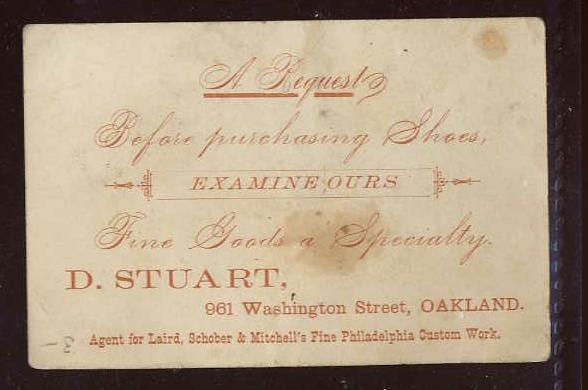 A Request
Before purchasing Shoes,
EXAMINE OURS
Fine Goods a Specialty.
D. STUART,
961 Washington Street, OAKLAND.
Agent for Laird, Schober & Mitchell's Fine Philadelphia Custom Work.